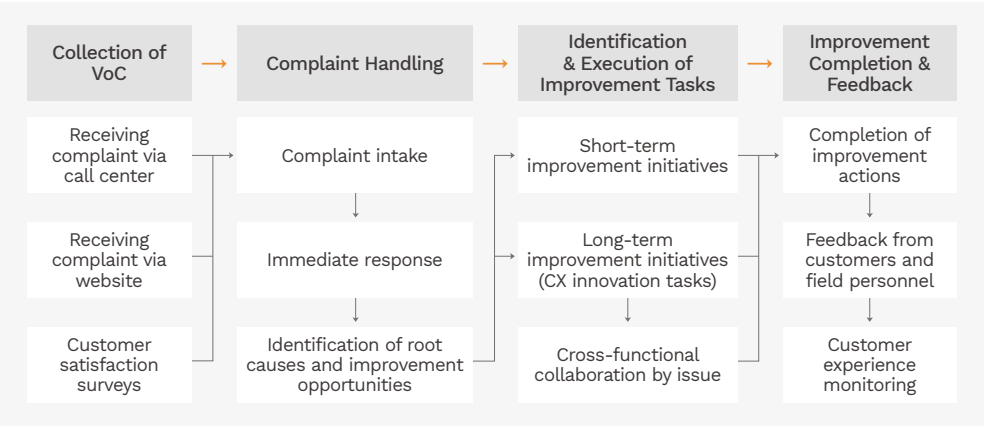 Collection of
VoC
Complaint Handling
Identification
& Execution of
Improvement Tasks
Improvement
Completion &
Feedback
Receiving
complaint via
call center
Receiving
complaint via
website
Customer
satisfaction
surveys
Complaint intake
Immediate response
Identification of root
causes and improvement
opportunities
Short-term
improvement initiatives
Long-term
improvement initiatives
(CX innovation tasks)
Cross-functional
collaboration by issue
Completion of
improvement
actions
Feedback from
customers and
field personnel
Customer
experience
monitoring